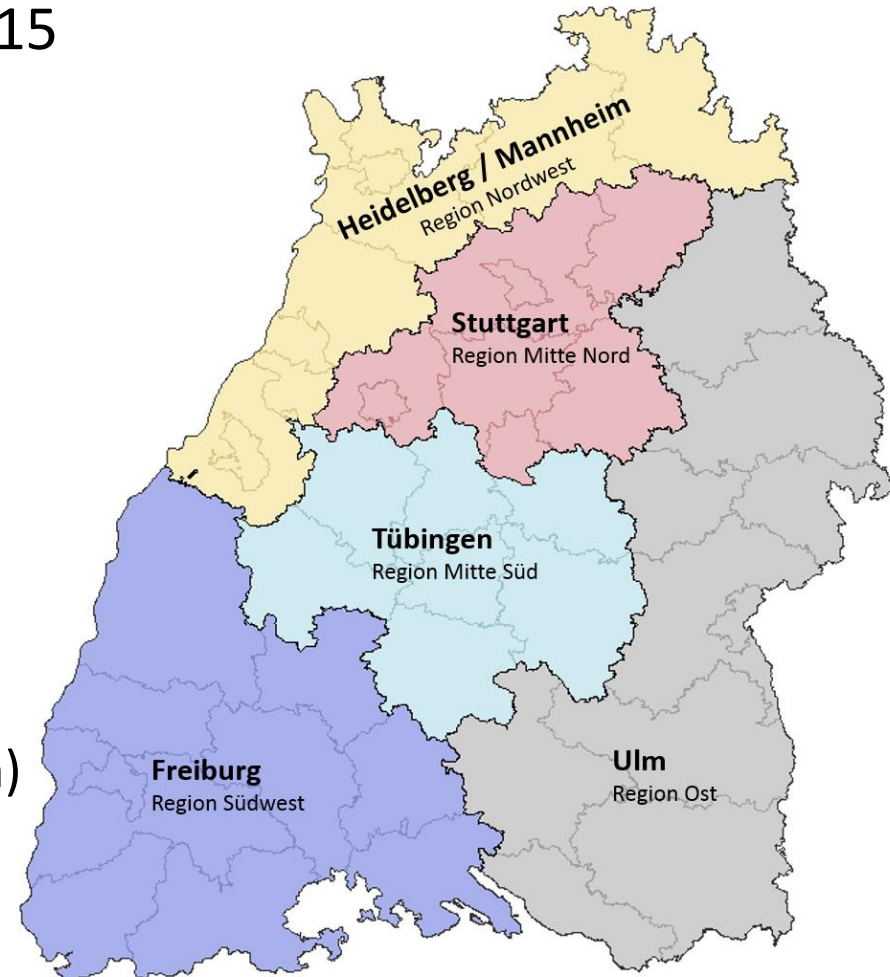 15
Heidelberg / Mannheim
Region Nordwest
Stuttgart
Region Mitte Nord
Tübingen
Region Mitte Süd
Freiburg
Region Südwest
Ulm
Region Ost
)